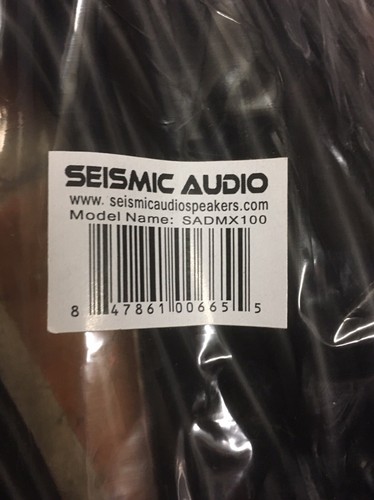 SEISMIC AUDIO
www. seismicaudiospeakers.com
Model Name: SADMX100
8 47861 00665 5